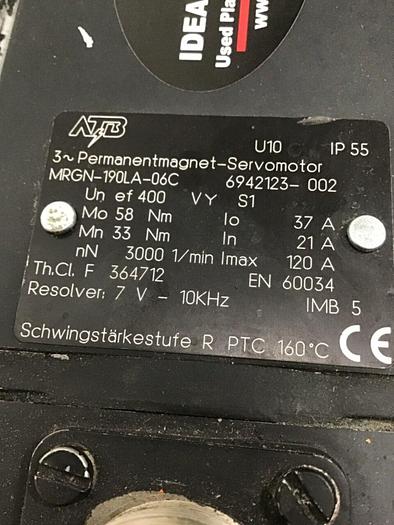 IDEA
Used Pla
www.
ATB
U10 IP 55
3~ Permanentmagnet-Servomotor
MRGN-190LA-06C 6942123- 002
Un ef 400 V Y S1
Mo 58 Nm Io 37 A
Mn 33 Nm In 21 A
nN 3000 1/min Imax 120 A
Th.Cl. F 364712 EN 60034
Resolver: 7 V - 10KHz IMB 5
Schwingstärkestufe R PTC 160°C CE